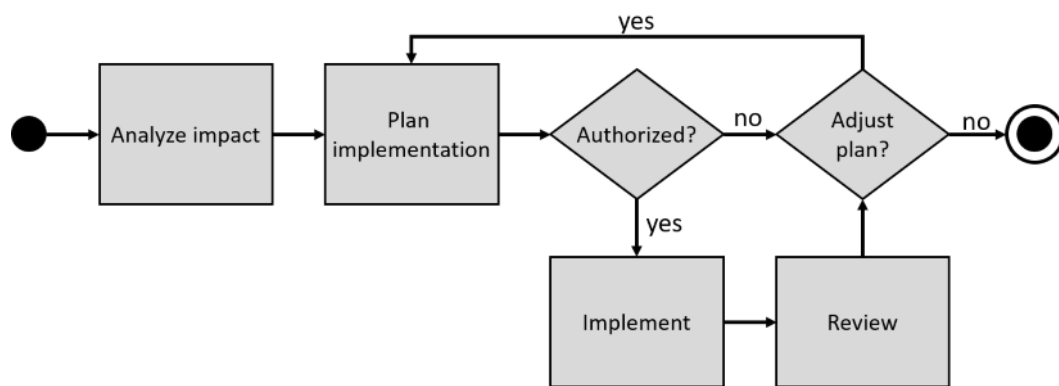 yes
Analyze impact
Plan
implementation
Authorized?
no
Adjust
plan?
no
yes
Implement
Review